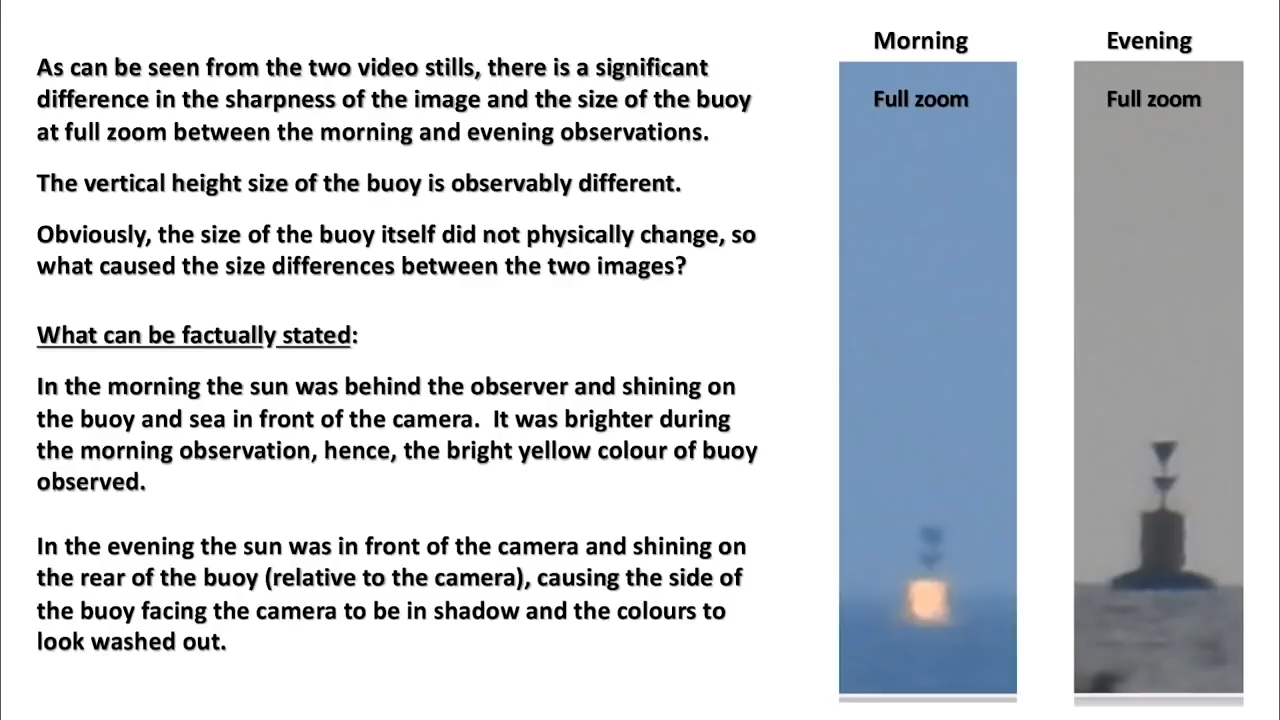 As can be seen from the two video stills, there is a significant
difference in the sharpness of the image and the size of the buoy
at full zoom between the morning and evening observations.
The vertical height size of the buoy is observably different.
Obviously, the size of the buoy itself did not physically change, so
what caused the size differences between the two images?
What can be factually stated:
In the morning the sun was behind the observer and shining on
the buoy and sea in front of the camera.  It was brighter during
the morning observation, hence, the bright yellow colour of buoy
observed.
In the evening the sun was in front of the camera and shining on
the rear of the buoy (relative to the camera), causing the side of
the buoy facing the camera to be in shadow and the colours to
look washed out.
Morning
Full zoom
Evening
Full zoom